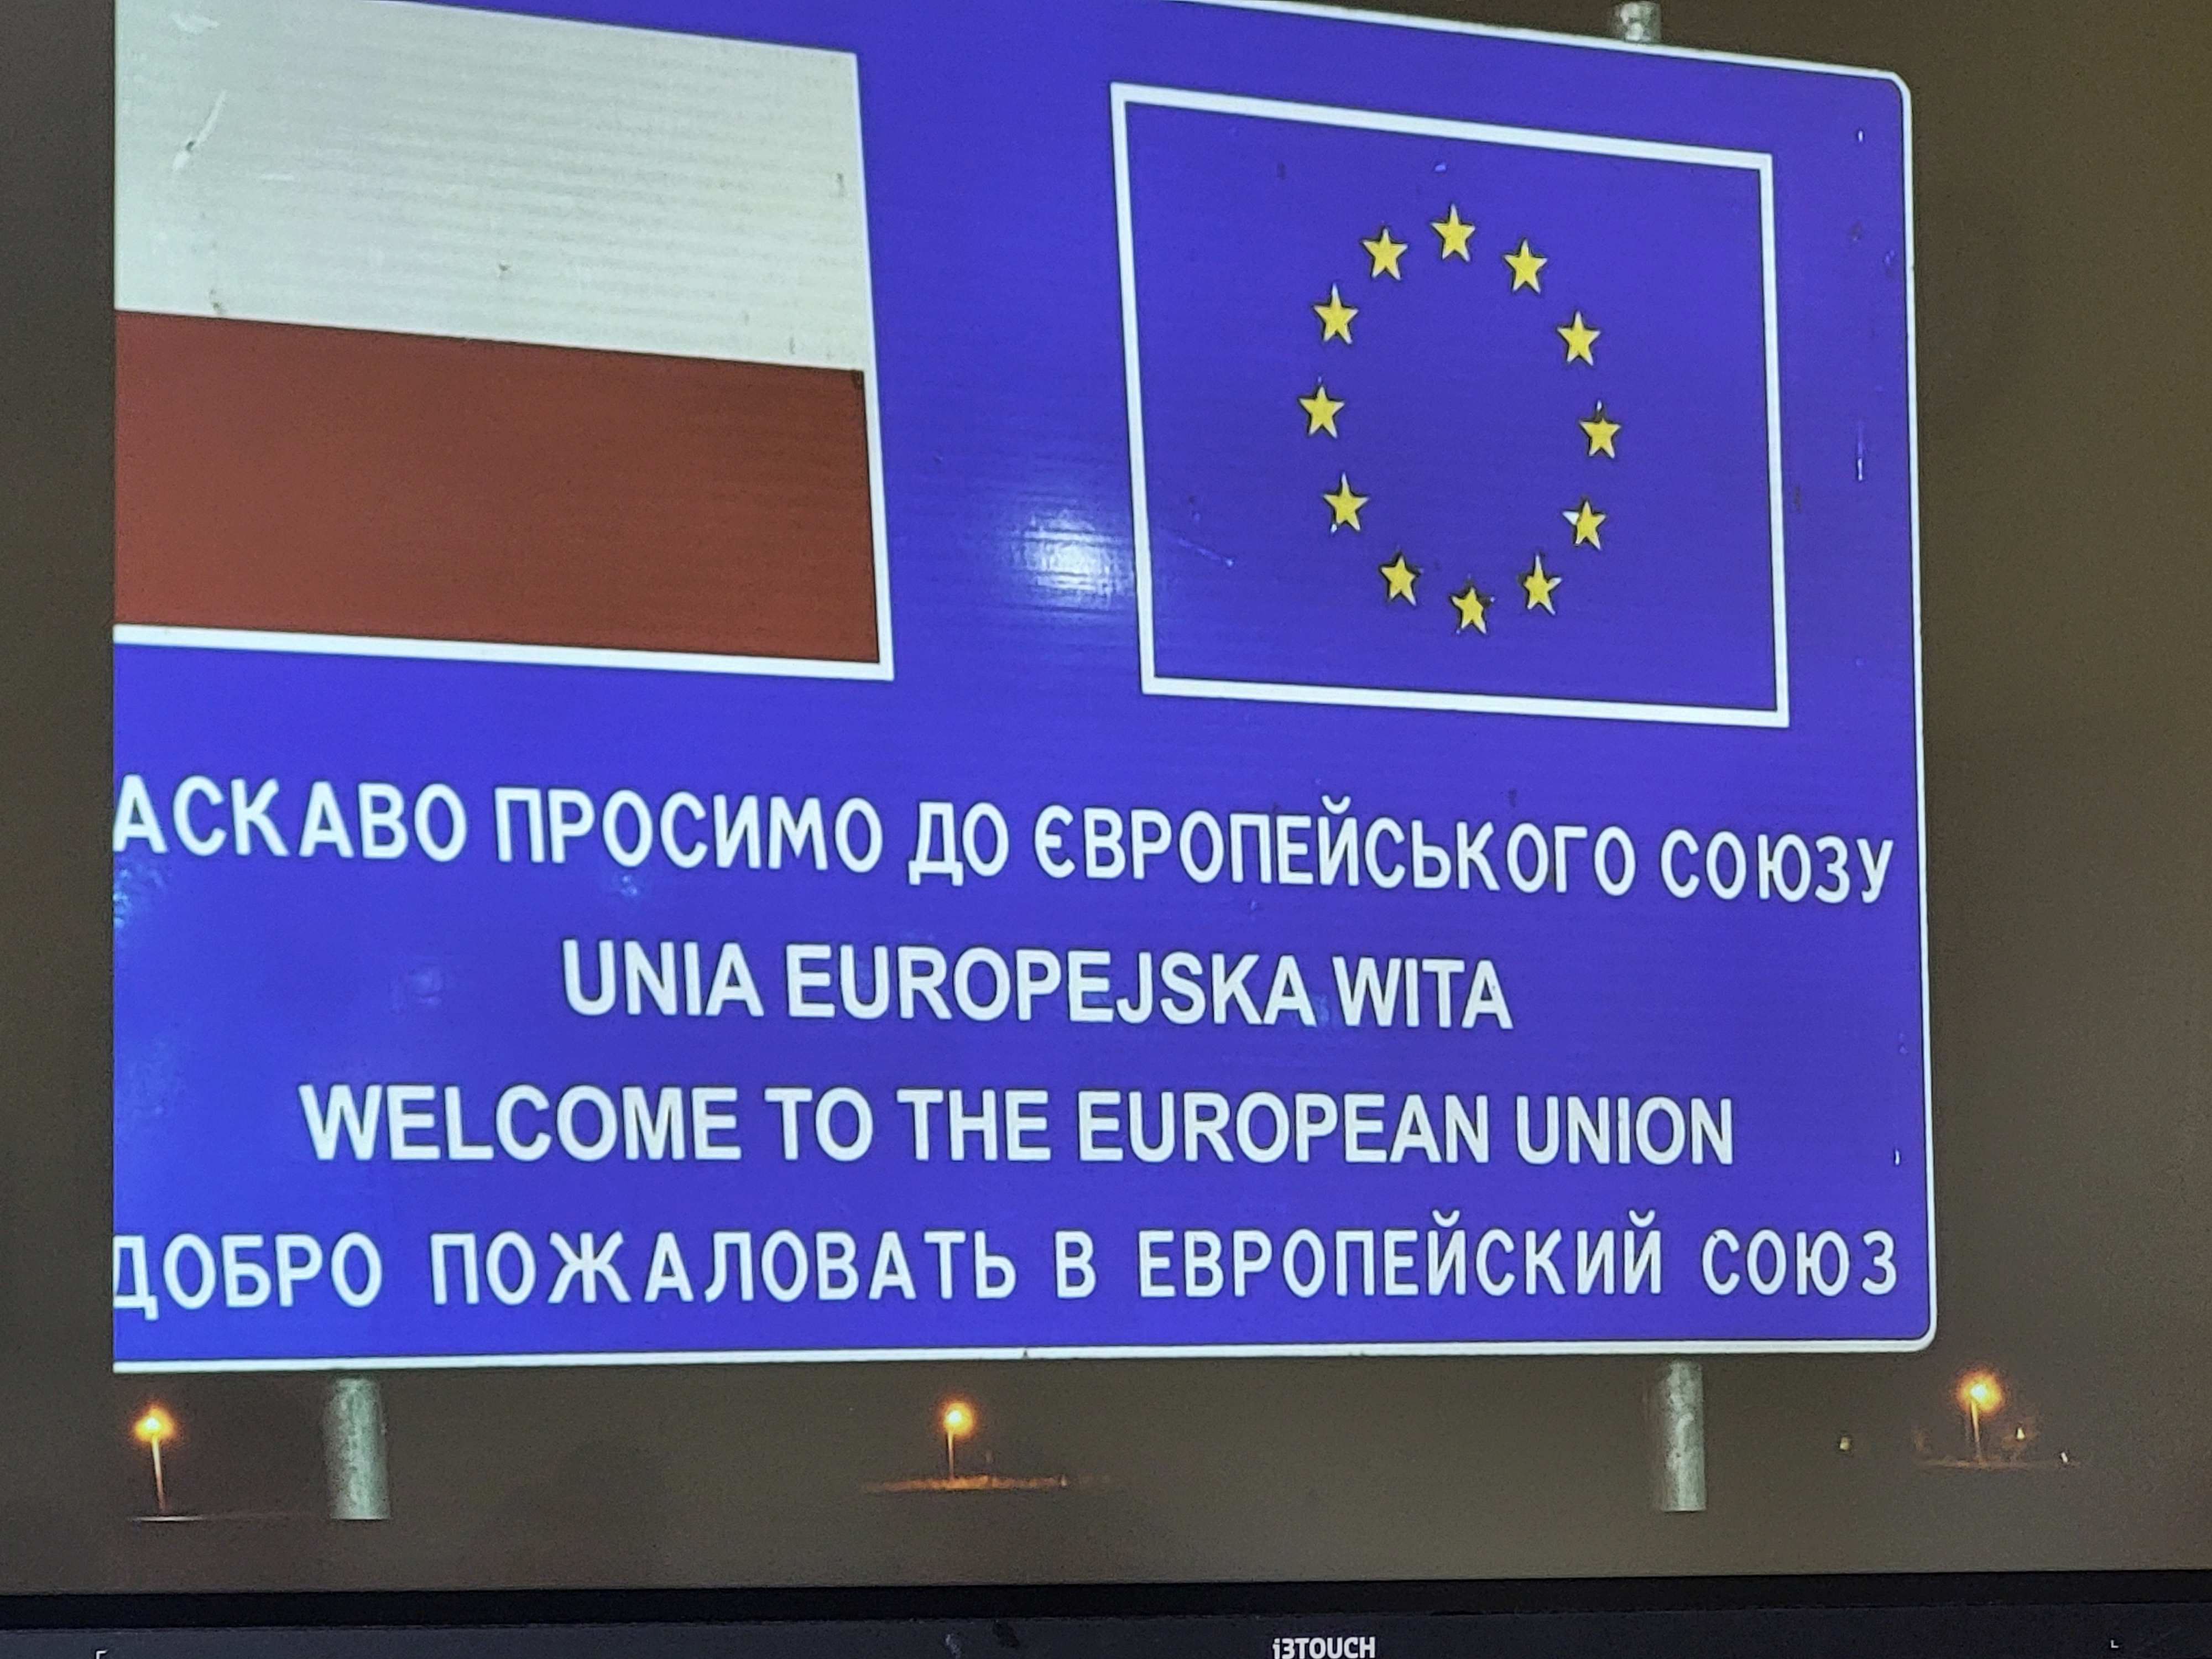 АСКАВО ПРОСИМО ДО ЄВРОПЕЙСЬКОГО СОЮЗУ
UNIA EUROPEJSKA WITA
WELCOME TO THE EUROPEAN UNION
ДОБРО ПОЖАЛОВАТЬ В ЕВРОПЕЙСКИЙ СОЮЗ
i3TOUCH